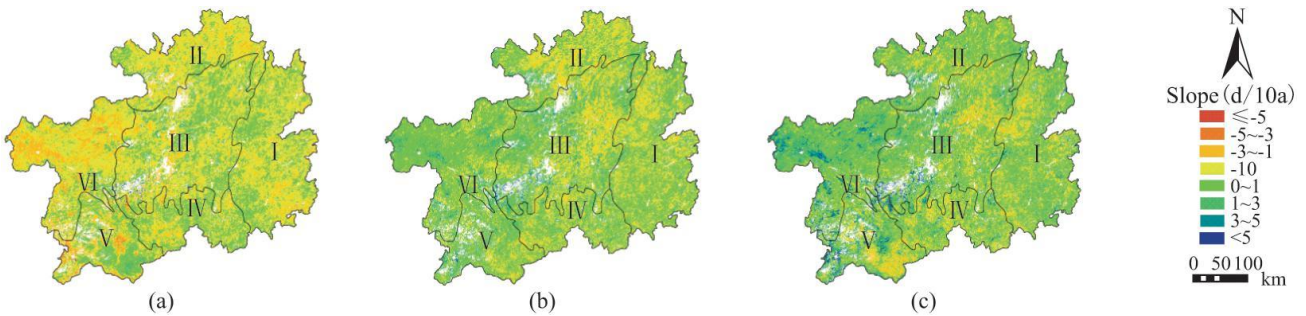 II
III
I
VI
IV
V
(a)
II
III
I
VI
IV
V
(b)
II
III
I
VI
IV
V
(c)
N
Slope(d/10a)
≤-5
-5~-3
-3~-1
-10
0~1
1~3
3~5
<5
0 50 100
km